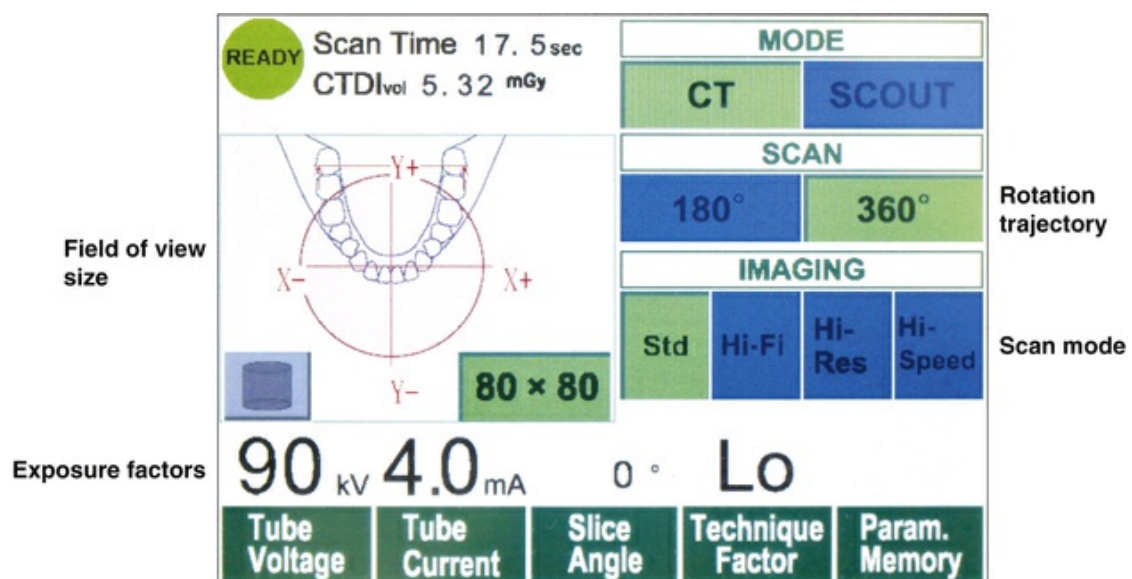 READY
Scan Time 17.5sec
CTDIvol 5.32 mGy
MODE
CT SCOUT
SCAN
180° 360°
Rotation
trajectory
Field of view
size
Y+
X- X+
Y-
80 × 80
IMAGING
Std Hi-Fi Hi-
Res Hi-
Speed
Scan mode
Exposure factors
90 kV 4.0 mA 0 ° Lo
Tube
Voltage
Tube
Current
Slice
Angle
Technique
Factor
Param.
Memory